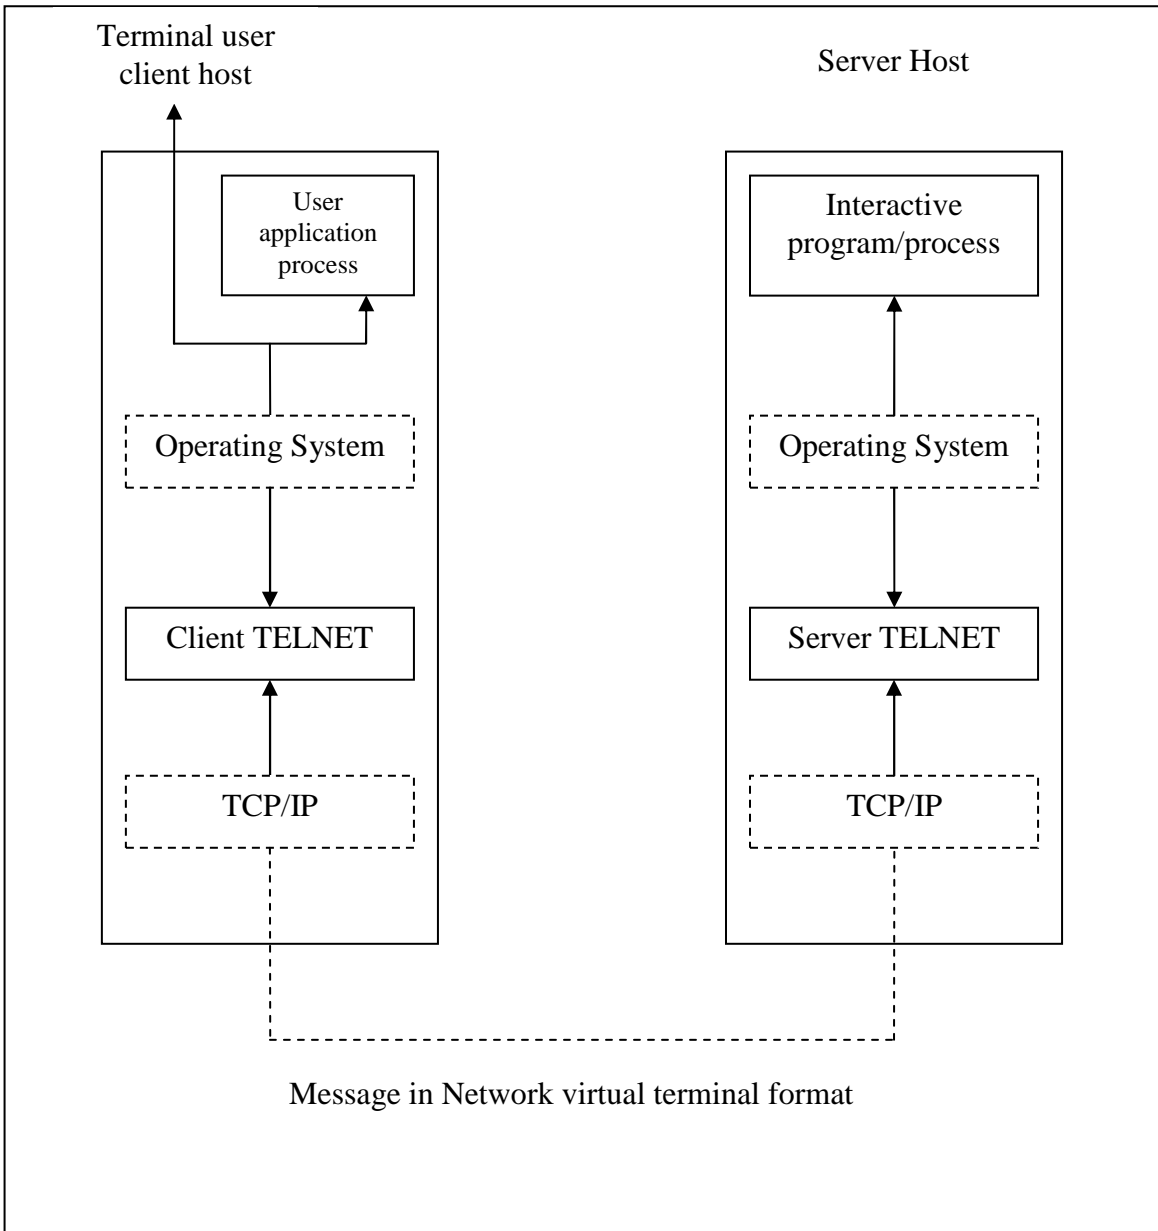 Terminal user
client host
Server Host
User
application
process
Interactive
program/process
Operating System
Operating System
Client TELNET
Server TELNET
TCP/IP
TCP/IP
Message in Network virtual terminal format